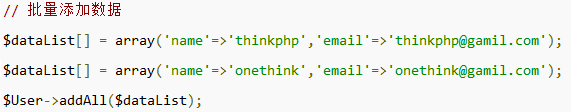 // 批量添加数据
$dataList[] = array('name'=>'thinkphp','email'=>'thinkphp@gamil.com');
$dataList[] = array('name'=>'onethink','email'=>'onethink@gamil.com');
$User->addAll($dataList);